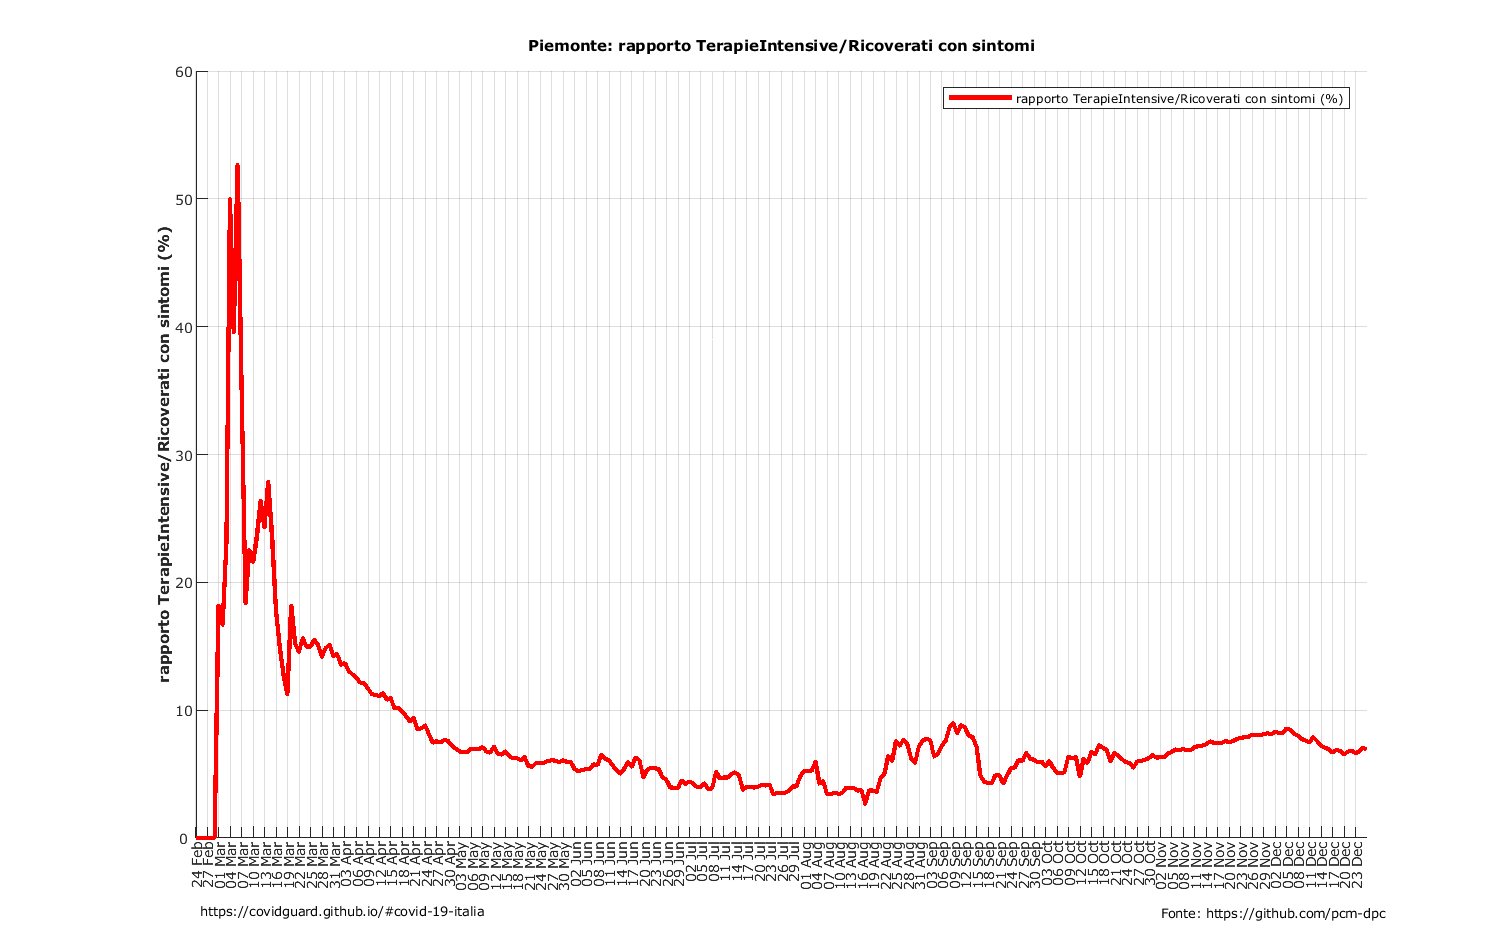 Piemonte: rapporto TerapieIntensive/Ricoverati con sintomi
rapporto TerapieIntensive/Ricoverati con sintomi (%)
rapporto TerapieIntensive/Ricoverati con sintomi (%)
60
50
40
30
20
10
0
24 Feb
27 Feb
01 Mar
04 Mar
07 Mar
10 Mar
13 Mar
16 Mar
19 Mar
22 Mar
25 Mar
28 Mar
31 Mar
03 Apr
06 Apr
09 Apr
12 Apr
15 Apr
18 Apr
21 Apr
24 Apr
27 Apr
30 Apr
03 May
06 May
09 May
12 May
15 May
18 May
21 May
24 May
27 May
30 May
02 Jun
05 Jun
08 Jun
11 Jun
14 Jun
17 Jun
20 Jun
23 Jun
26 Jun
29 Jun
02 Jul
05 Jul
08 Jul
11 Jul
14 Jul
17 Jul
20 Jul
23 Jul
26 Jul
29 Jul
01 Aug
04 Aug
07 Aug
10 Aug
13 Aug
16 Aug
19 Aug
22 Aug
25 Aug
28 Aug
31 Aug
03 Sep
06 Sep
09 Sep
12 Sep
15 Sep
18 Sep
21 Sep
24 Sep
27 Sep
30 Sep
03 Oct
06 Oct
09 Oct
12 Oct
15 Oct
18 Oct
21 Oct
24 Oct
27 Oct
30 Oct
02 Nov
05 Nov
08 Nov
11 Nov
14 Nov
17 Nov
20 Nov
23 Nov
26 Nov
29 Nov
02 Dec
05 Dec
08 Dec
11 Dec
14 Dec
17 Dec
20 Dec
23 Dec
https://covidguard.github.io/#covid-19-italia
Fonte: https://github.com/pcm-dpc